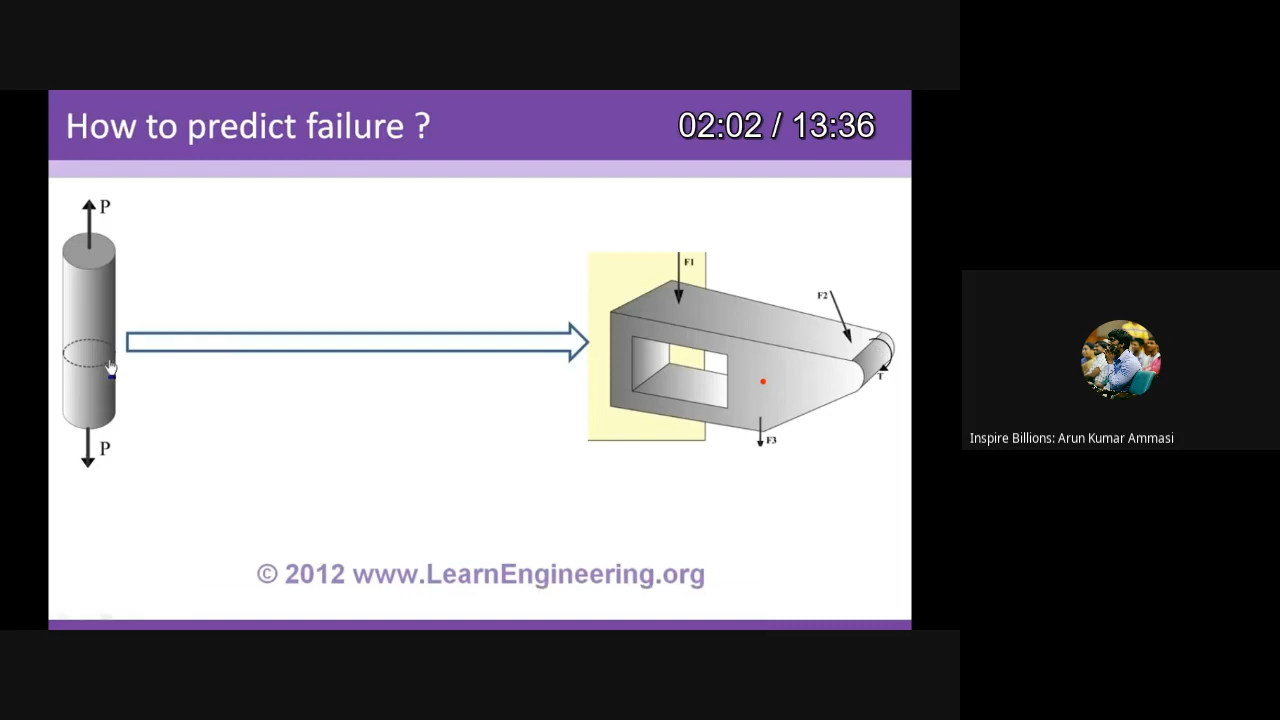 How to predict failure ?
02:02 / 13:36
P
F1
F2
T
P
F3
© 2012 www.LearnEngineering.org
Inspire Billions: Arun Kumar Ammasi